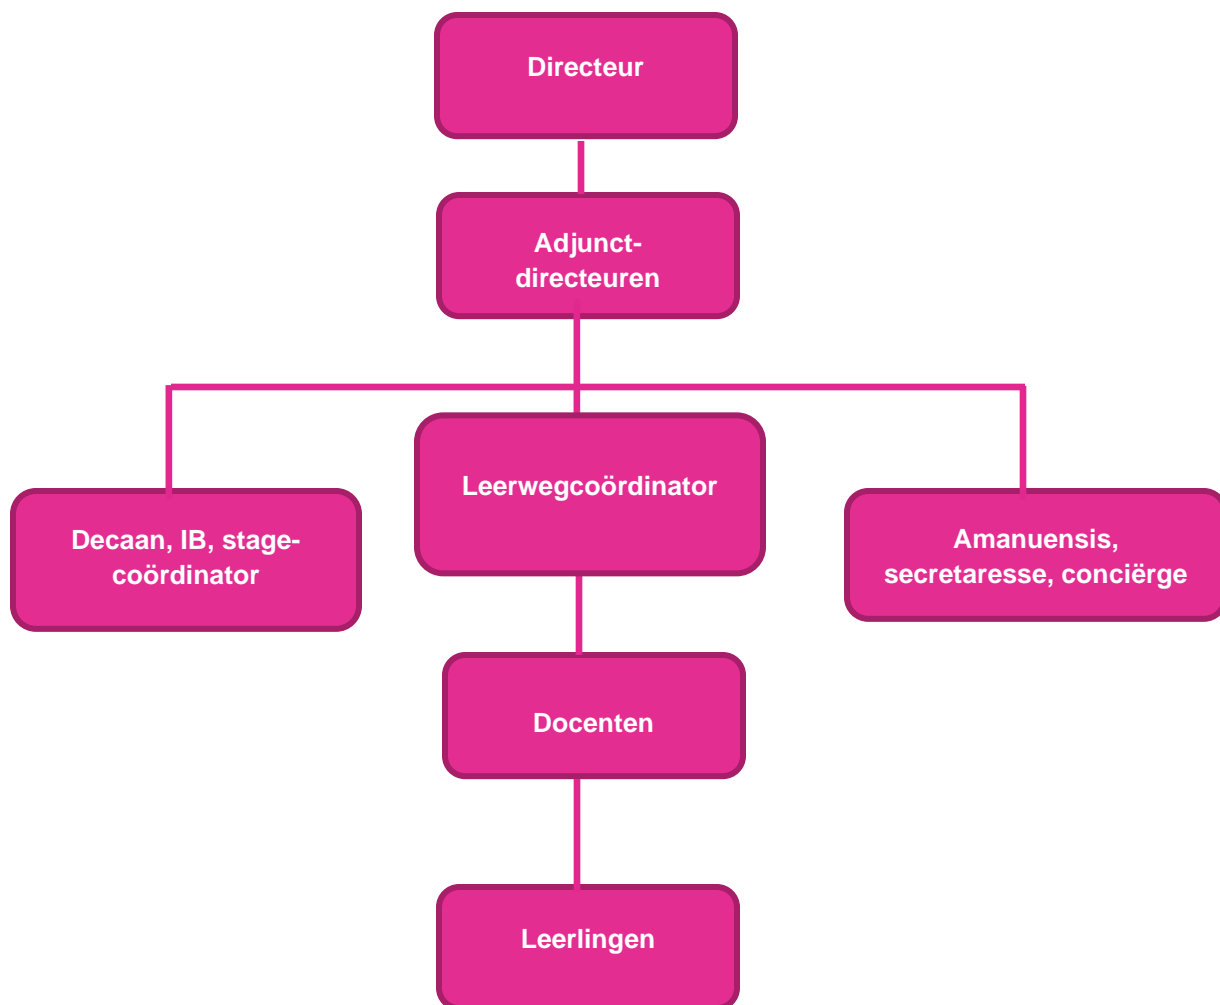 Directeur
Adjunct-
directeuren
Leerwegcoördinator
Decaan, IB, stage-
coördinator
Amanuensis,
secretaresse, conciërge
Docenten
Leerlingen